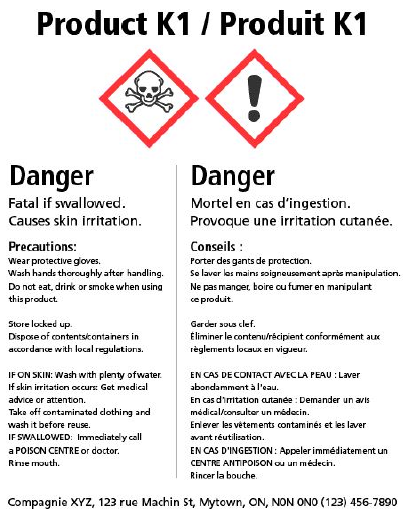 Product K1 / Produit K1
Danger
Fatal if swallowed.
Causes skin irritation.
Precautions:
Wear protective gloves.
Wash hands thoroughly after handling.
Do not eat, drink or smoke when using
this product.
Store locked up.
Dispose of contents/containers in
accordance with local regulations.
IF ON SKIN: Wash with plenty of water.
If skin irritation occurs: Get medical
advice or attention.
Take off contaminated clothing and
wash it before reuse.
IF SWALLOWED: Immediately call
a POISON CENTRE or doctor.
Rinse mouth.
Danger
Mortel en cas d'ingestion.
Provoque une irritation cutanée.
Conseils :
Porter des gants de protection.
Se laver les mains soigneusement après manipulation.
Ne pas manger, boire ou fumer en manipulant
ce produit.
Garder sous clef.
Éliminer le contenu/récipient conformément aux
règlements locaux en vigueur.
EN CAS DE CONTACT AVEC LA PEAU : Laver
abondamment à l'eau.
En cas d'irritation cutanée : Demander un avis
médical/consulter un médecin.
Enlever les vêtements contaminés et les laver
avant réutilisation.
EN CAS D'INGESTION : Appeler immédiatement un
CENTRE ANTIPOISON ou un médecin.
Rincer la bouche.
Compagnie XYZ, 123 rue Machin St, Mytown, ON, N0N 0N0 (123) 456-7890